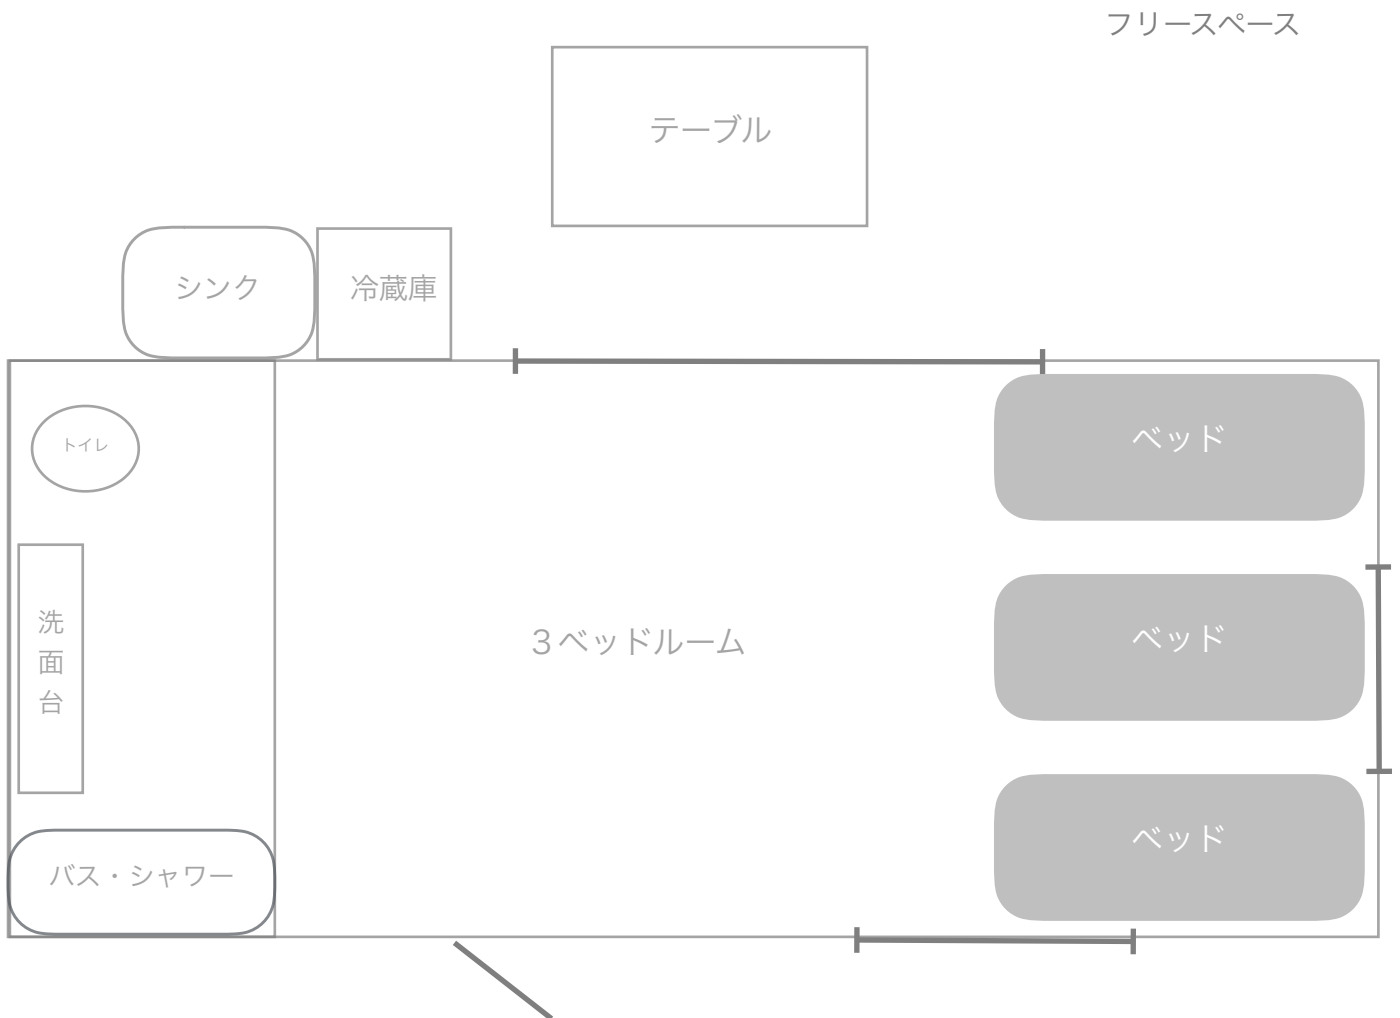 フリースペース
テーブル
シンク
冷蔵庫
トイレ
ベッド
洗面台
3ベッドルーム
ベッド
バス・シャワー
ベッド